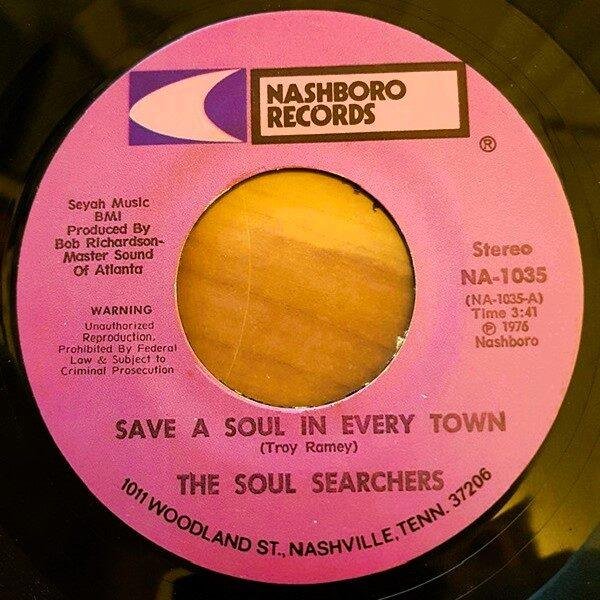 NASHBORO
RECORDS
®
Seyah Music
BMI
Produced By
Bob Richardson-
Master Sound
Of Atlanta
WARNING
Unauthorized
Reproduction,
Prohibited By Federal
Law & Subject to
Criminal Prosecution
Stereo
NA-1035
(NA-1035-A)
Time 3:41
℗ 1976
Nashboro
SAVE A SOUL IN EVERY TOWN
(Troy Ramey)
THE SOUL SEARCHERS
1011 WOODLAND ST., NASHVILLE, TENN. 37206